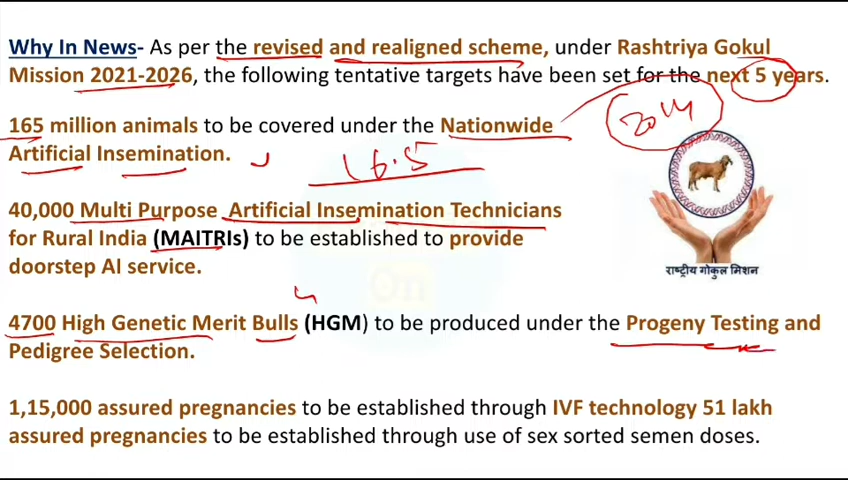 Why In News- As per the revised and realigned scheme, under Rashtriya Gokul
Mission 2021-2026, the following tentative targets have been set for the next 5 years.
2014
165 million animals to be covered under the Nationwide
Artificial Insemination.
16.5
40,000 Multi Purpose Artificial Insemination Technicians
for Rural India (MAITRIs) to be established to provide
doorstep AI service.
राष्ट्रीय गोकुल मिशन
On
4700 High Genetic Merit Bulls (HGM) to be produced under the Progeny Testing and
Pedigree Selection.
1,15,000 assured pregnancies to be established through IVF technology 51 lakh
assured pregnancies to be established through use of sex sorted semen doses.